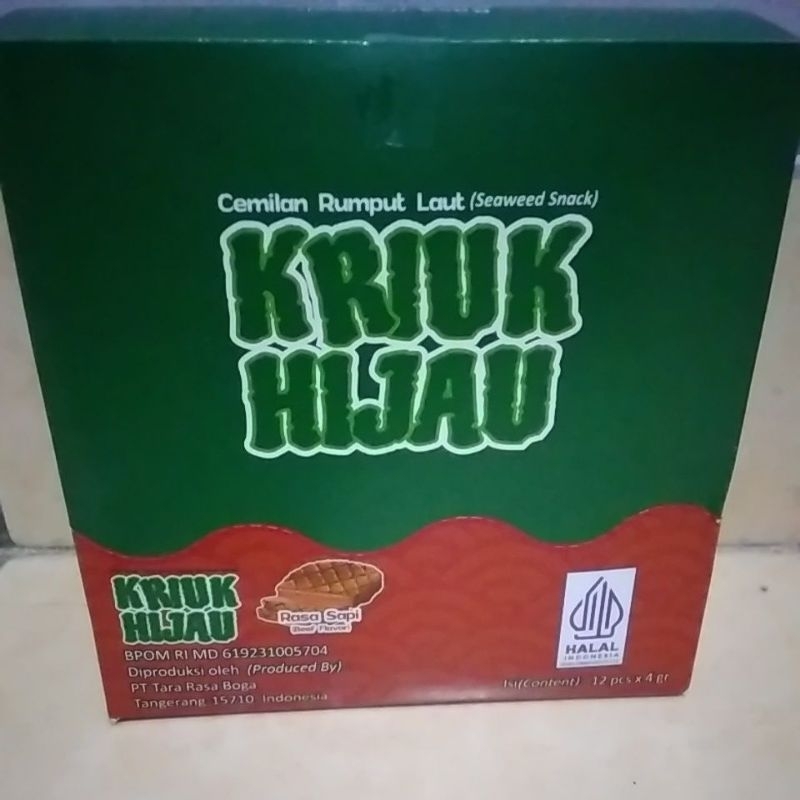 Cemilan Rumput Laut (Seaweed Snack)
KRIUK
HIJAU
KRIUK
HIJAU
Rasa Sapi
(Beef Flavor)
BPOM RI MD 619231005704
Diproduksi oleh (Produced By)
PT Tara Rasa Boga
Tangerang 15710 Indonesia
HALAL
INDONESIA
Isi(Content) 12 pcs x 4 gr